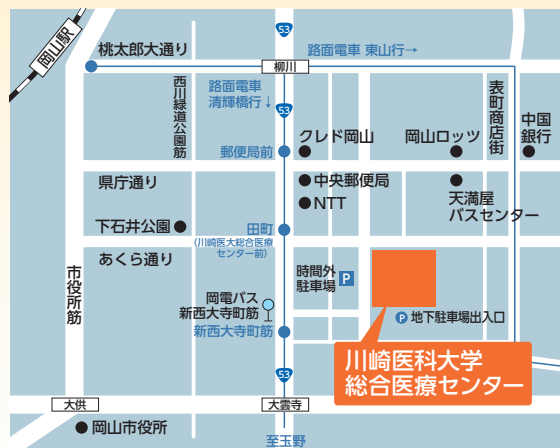 岡山駅
53
桃太郎大通り
路面電車 東山行→
柳川
西川緑道公園筋
路面電車
清輝橋行↓
53
表町商店街
クレド岡山
岡山ロッツ
中国
銀行
郵便局前
県庁通り
中央郵便局
NTT
天満屋
バスセンター
下石井公園
田町
(川崎医大総合医療
センター前)
あくら通り
市役所筋
時間外
駐車場
P
岡電バス
新西大寺町筋
P 地下駐車場出入口
新西大寺町筋
川崎医科大学
総合医療センター
53
大供
大雲寺
岡山市役所
至玉野